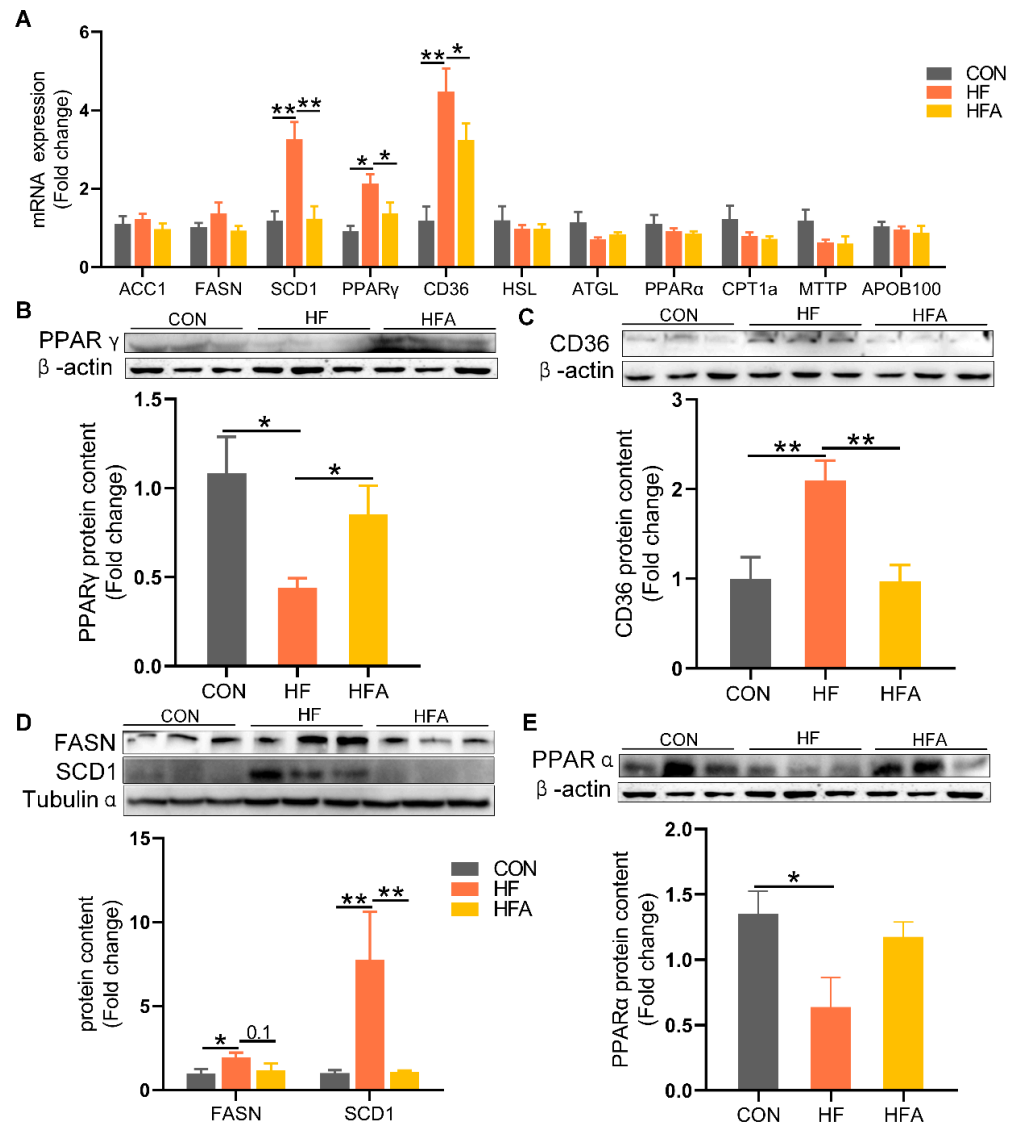 A
mRNA expression
(Fold change)
6
4
2
0
** ** * * ** *
CON
HF
HFA
ACC1 FASN SCD1 PPARγ CD36 HSL ATGL PPARα CPT1a MTTP APOB100
B
CON HF HFA
PPAR γ
β -actin
PPARγ protein content
(Fold change)
1.5
1.0
0.5
0.0
* *
CON HF HFA
C
CON HF HFA
CD36
β -actin
CD36 protein content
(Fold change)
3
2
1
0
** **
CON HF HFA
D
CON HF HFA
FASN
SCD1
Tubulin α
protein content
(Fold change)
15
10
5
0
* 0.1 ** **
CON
HF
HFA
FASN SCD1
E
CON HF HFA
PPAR α
β -actin
PPARα protein content
(Fold change)
2.0
1.5
1.0
0.5
0.0
*
CON HF HFA